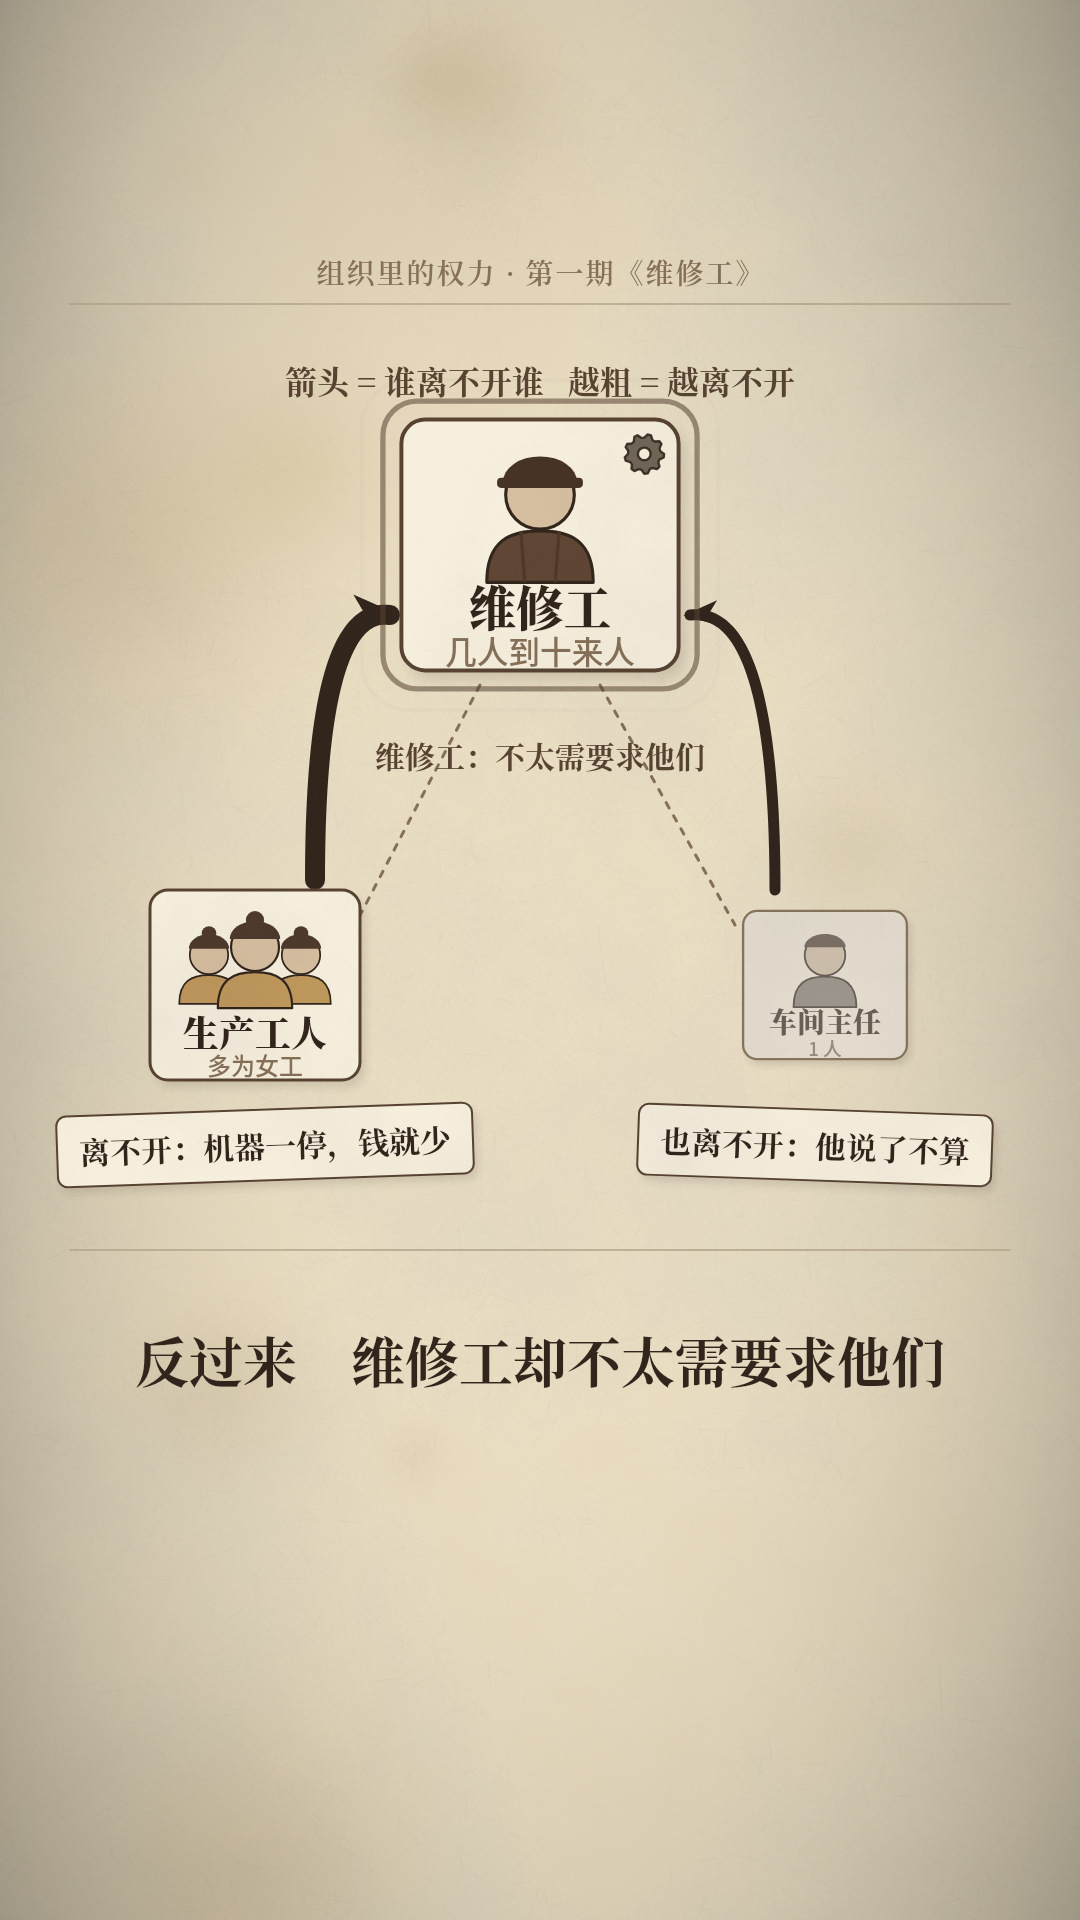 组织里的权力 · 第一期《维修工》
箭头 = 谁离不开谁 越粗 = 越离不开
维修工
几人到十来人
维修工：不太需要求他们
生产工人
多为女工
车间主任
1 人
离不开：机器一停，钱就少
也离不开：他说了不算
反过来 维修工却不太需要求他们